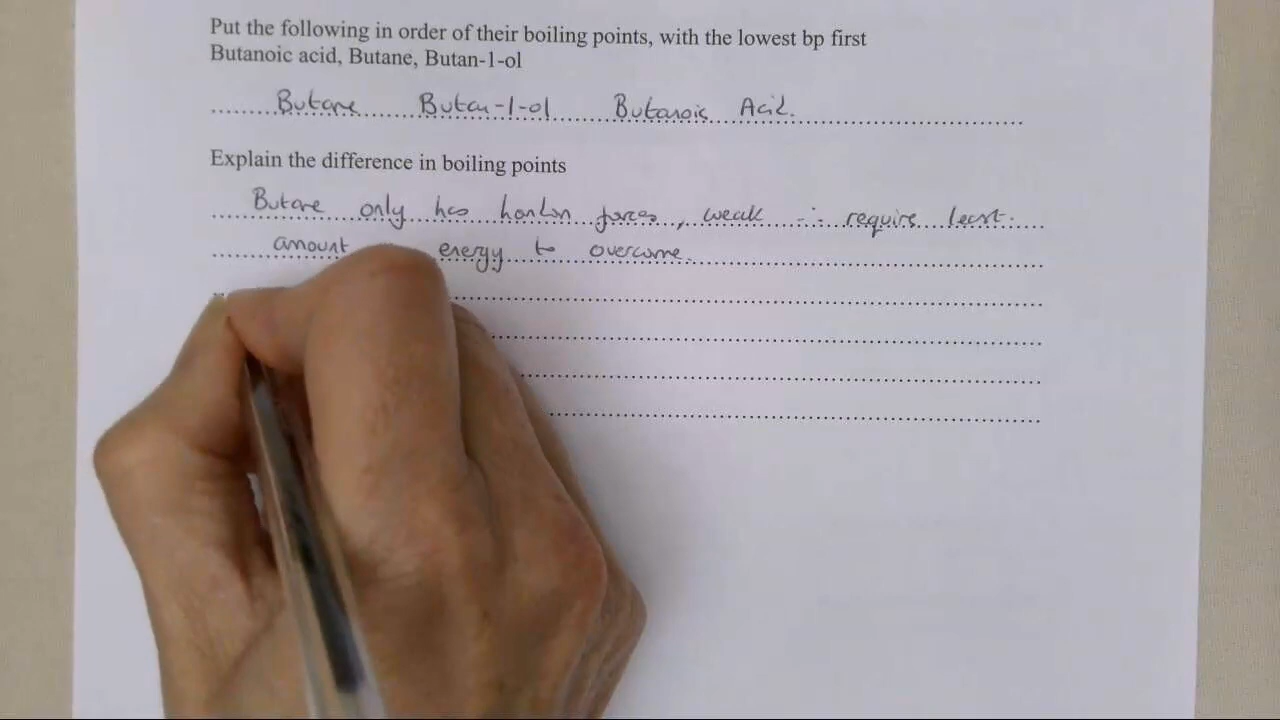 Put the following in order of their boiling points, with the lowest bp first
Butanoic acid, Butane, Butan-1-ol
Butane Butan-1-ol Butanoic Acid.
Explain the difference in boiling points
Butane only has london forces, weak ∴ require least
amount energy to overcome.